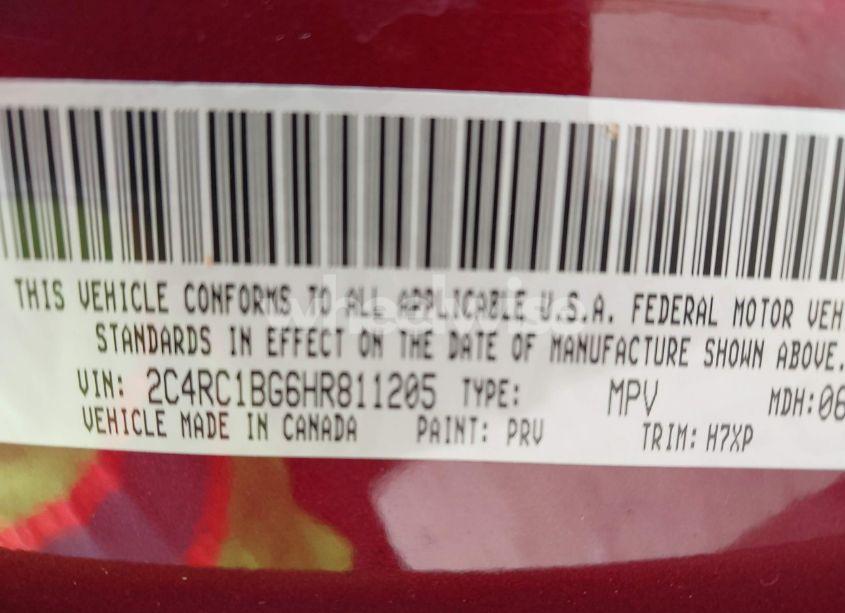 THIS VEHICLE CONFORMS TO ALL APPLICABLE U.S.A. FEDERAL MOTOR VEH
STANDARDS IN EFFECT ON THE DATE OF MANUFACTURE SHOWN ABOVE.
VIN: 2C4RC1BG6HR811205 TYPE: MPV MDH:06
VEHICLE MADE IN CANADA PAINT: PRV TRIM: H7XP
wheelwise